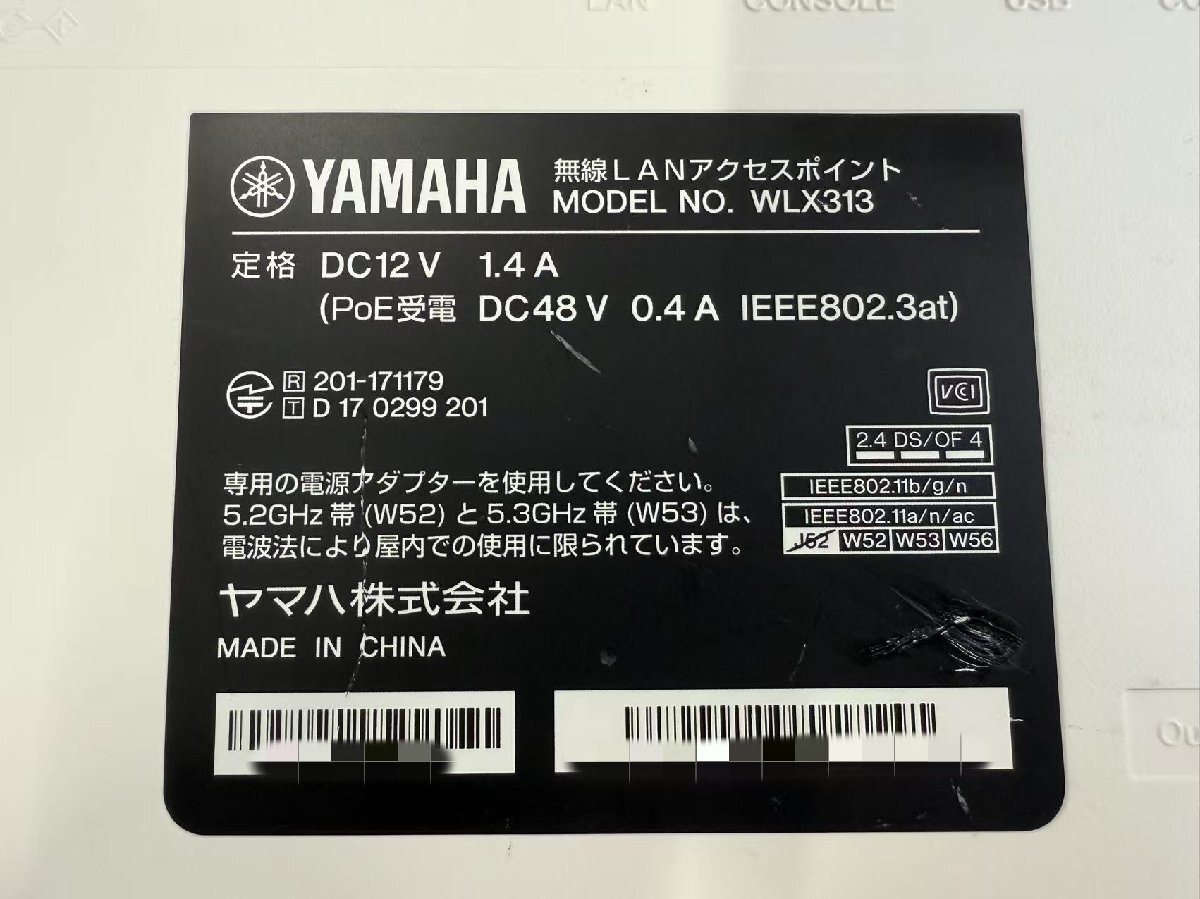 LAN CONSOLE USB
YAMAHA
無線LANアクセスポイント
MODEL NO. WLX313
定格 DC12V 1.4A
(PoE受電 DC48V 0.4A IEEE802.3at)
R 201-171179
T D 17 0299 201
VCI
2.4 DS/OF 4
専用の電源アダプターを使用してください。
5.2GHz帯(W52)と5.3GHz帯(W53)は、
電波法により屋内での使用に限られています。
IEEE802.11b/g/n
IEEE802.11a/n/ac
J52 W52 W53 W56
ヤマハ株式会社
MADE IN CHINA